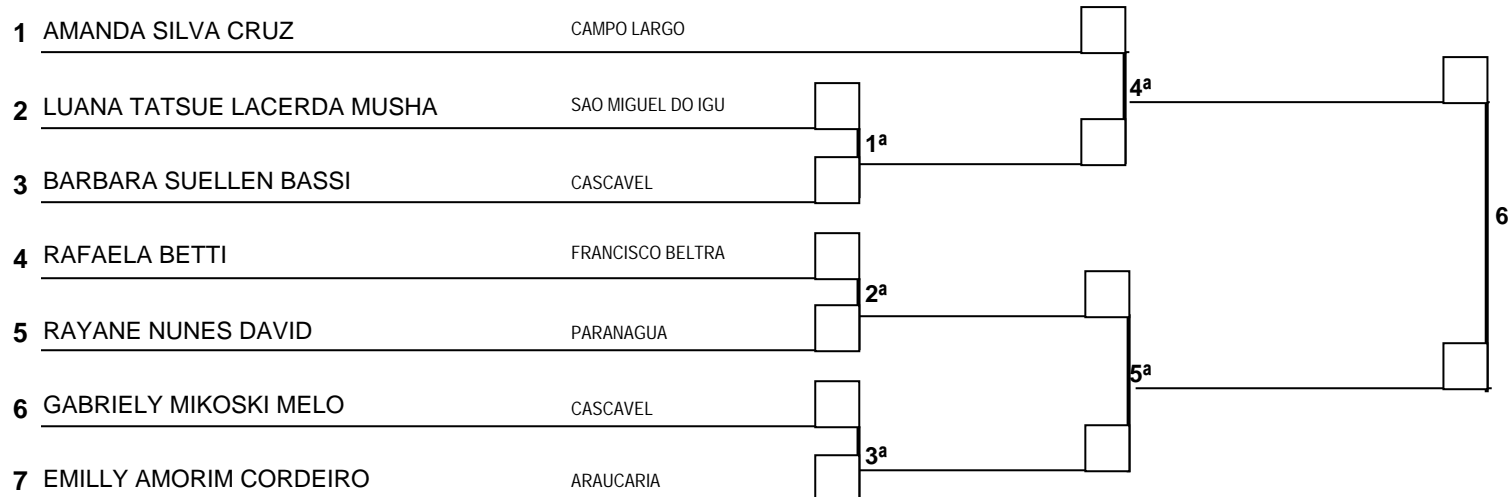 1 AMANDA SILVA CRUZ CAMPO LARGO
4ª
2 LUANA TATSUE LACERDA MUSHA SAO MIGUEL DO IGU
1ª
3 BARBARA SUELLEN BASSI CASCAVEL
6
4 RAFAELA BETTI FRANCISCO BELTRA
2ª
5 RAYANE NUNES DAVID PARANAGUA
5ª
6 GABRIELY MIKOSKI MELO CASCAVEL
3ª
7 EMILLY AMORIM CORDEIRO ARAUCARIA